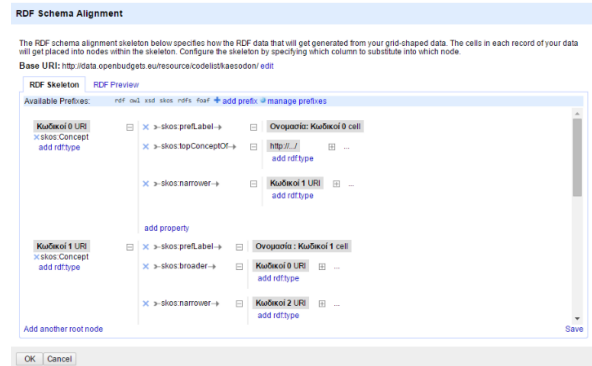 RDF Schema Alignment
The RDF schema alignment skeleton below specifies how the RDF data that will get generated from your grid-shaped data. The cells in each record of your data
will get placed into nodes within the skeleton. Configure the skeleton by specifying which column to substitute into which node.
Base URI: http://data.openbudgets.eu/resource/codelist/kaesodon/ edit
RDF Skeleton RDF Preview
Available Prefixes: rdf owl xsd skos rdfs foaf add prefix manage prefixes
Κωδικοί 0 URI skos:prefLabel Ονομασία: Κωδικοί 0 cell
skos:Concept skos:topConceptOf http://../ ...
add rdf:type add rdf:type
skos:narrower Κωδικοί 1 URI ...
add rdf:type
add property
Κωδικοί 1 URI skos:prefLabel Ονομασία : Κωδικοί 1 cell
skos:Concept skos:broader Κωδικοί 0 URI ...
add rdf:type add rdf:type
skos:narrower Κωδικοί 2 URI ...
add rdf:type
Add another root node Save
OK Cancel